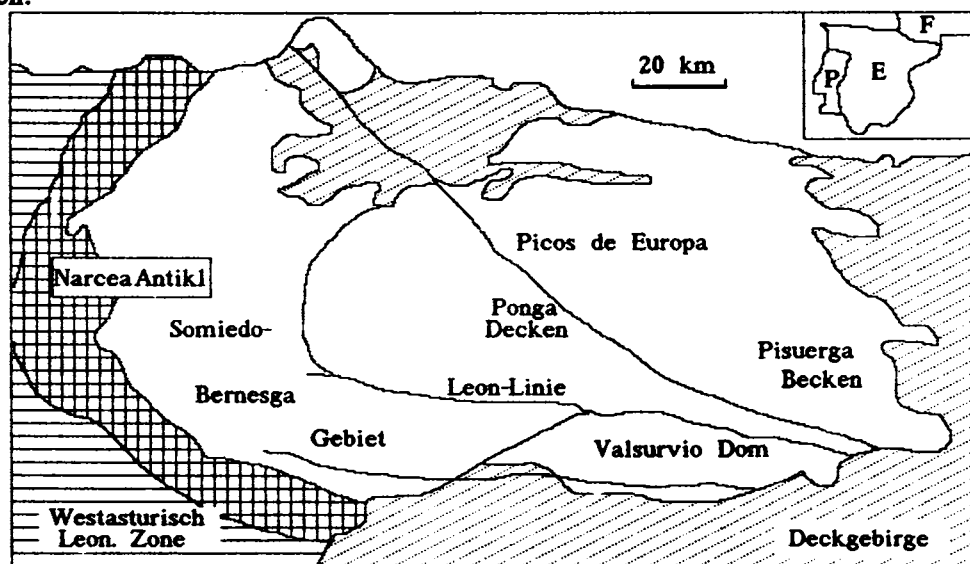 20 km
F
P
E
Picos de Europa
Narcea Antikl
Ponga
Decken
Somiedo-
Pisuerga
Becken
Leon-Linie
Bernesga
Gebiet
Valsurvio Dom
Westasturisch
Leon. Zone
Deckgebirge